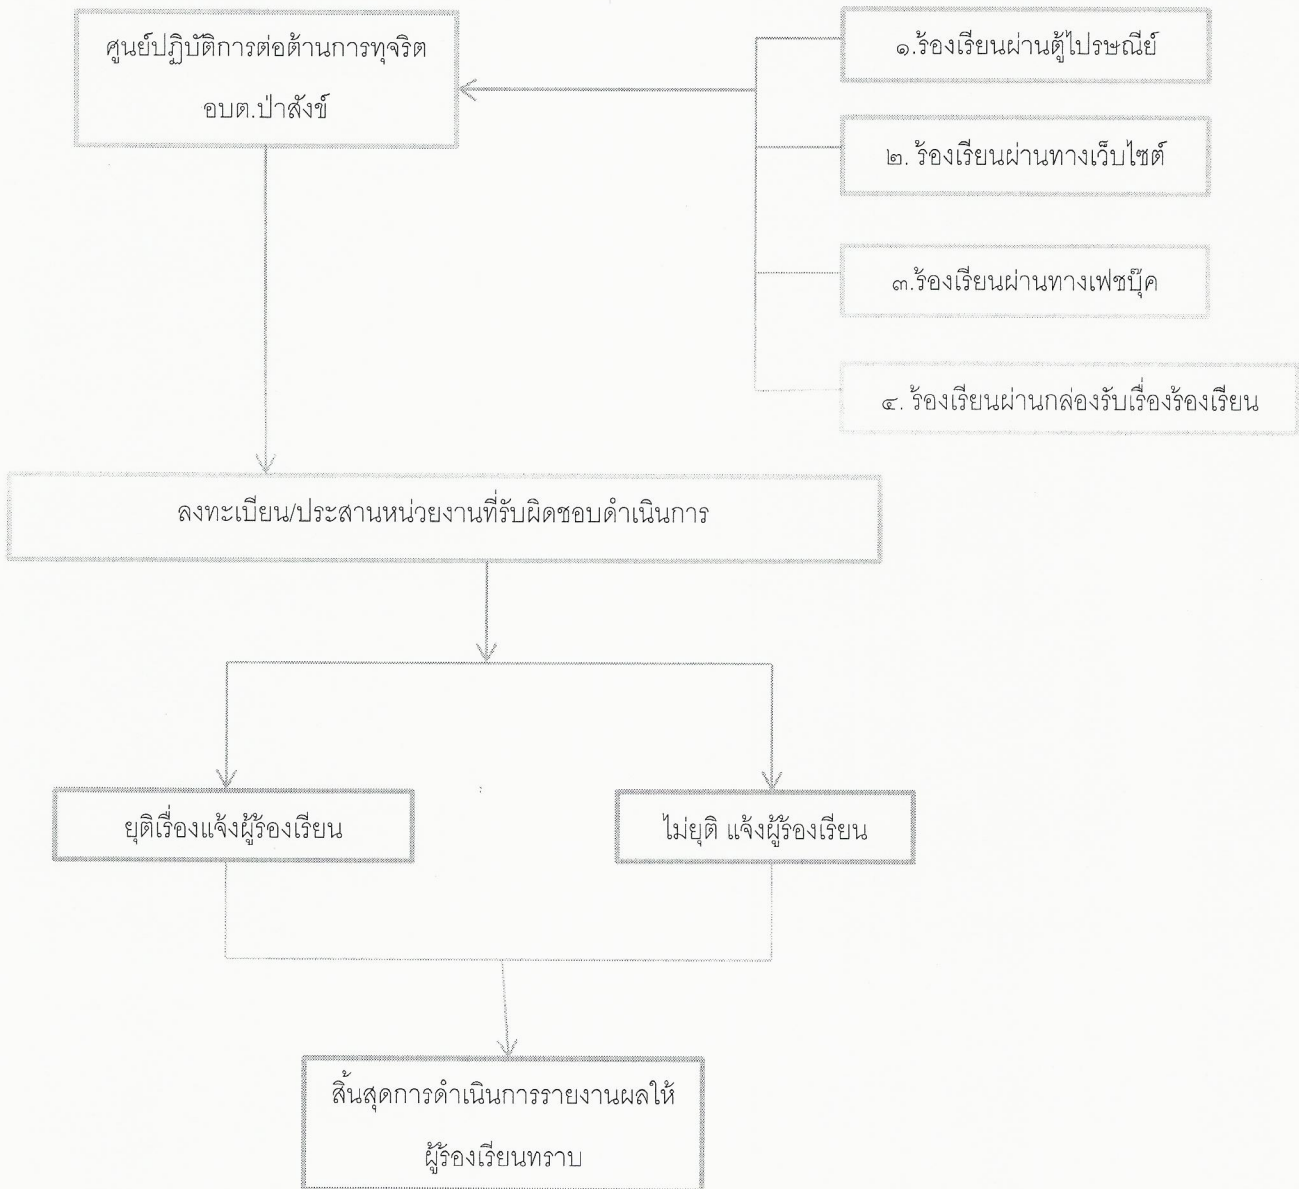 ศูนย์ปฏิบัติการต่อต้านการทุจริต
อบต.ป่าสังข์
๑.ร้องเรียนผ่านตู้ไปรษณีย์
๒. ร้องเรียนผ่านทางเว็บไซต์
๓.ร้องเรียนผ่านทางเฟซบุ๊ค
๔. ร้องเรียนผ่านกล่องรับเรื่องร้องเรียน
ลงทะเบียน/ประสานหน่วยงานที่รับผิดชอบดำเนินการ
ยุติเรื่องแจ้งผู้ร้องเรียน
ไม่ยุติ แจ้งผู้ร้องเรียน
สิ้นสุดการดำเนินการรายงานผลให้
ผู้ร้องเรียนทราบ